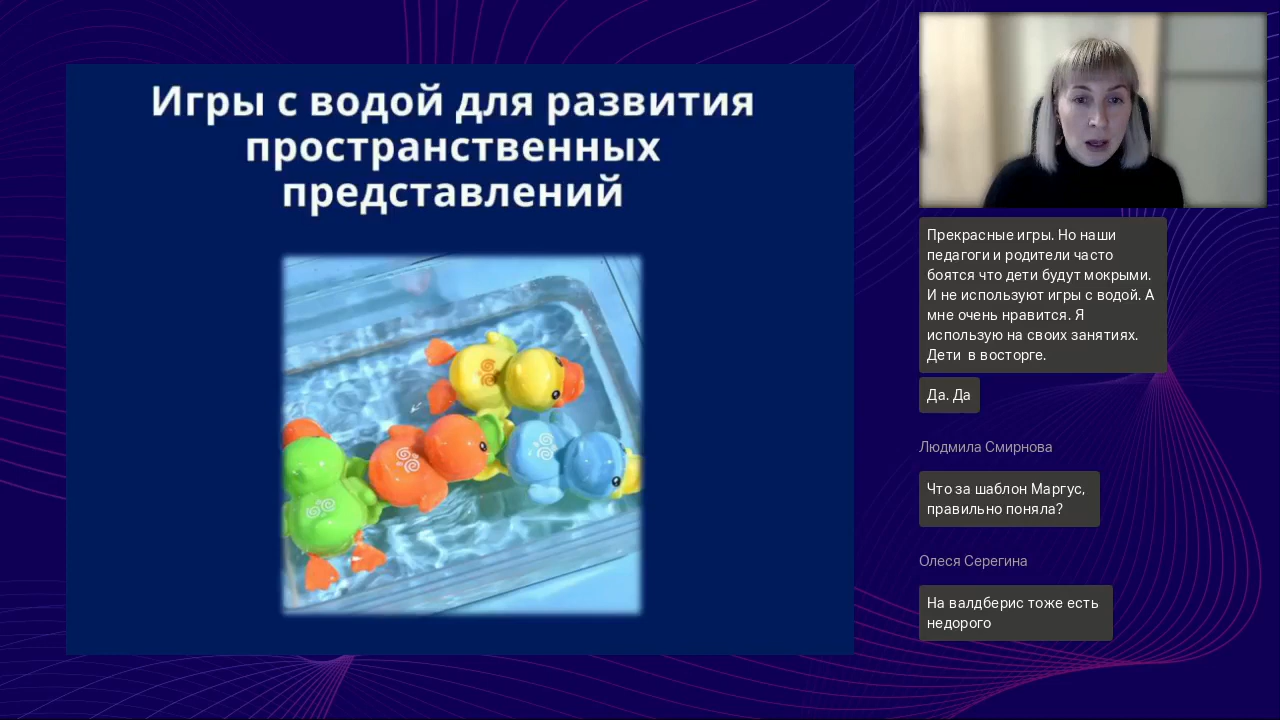 Игры с водой для развития
пространственных
представлений
Прекрасные игры. Но наши
педагоги и родители часто
боятся что дети будут мокрыми.
И не используют игры с водой. А
мне очень нравится. Я
использую на своих занятиях.
Дети в восторге.
Да. Да
Людмила Смирнова
Что за шаблон Маргус,
правильно поняла?
Олеся Серегина
На валдберис тоже есть
недорого